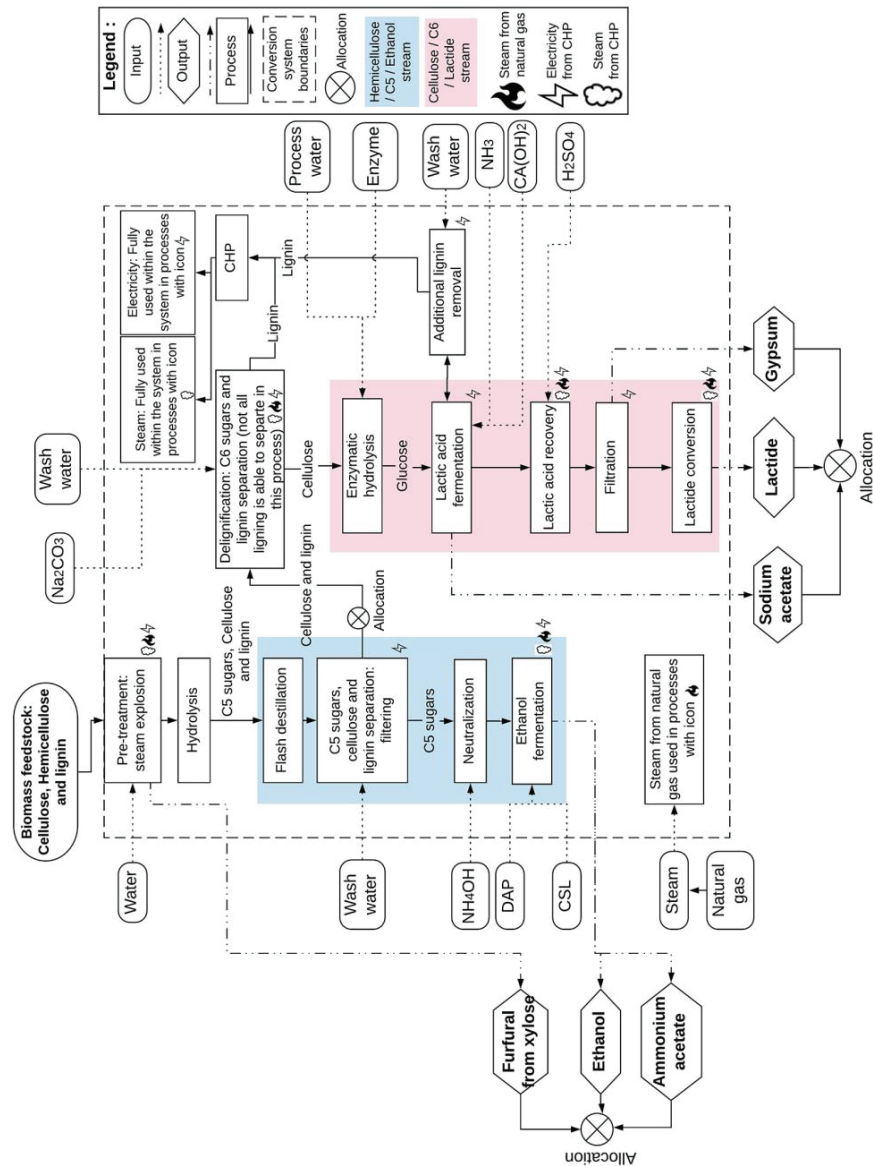 Biomass feedstock:
Cellulose, Hemicellulose
and lignin
Water
Pre-treatment:
steam explosion
Hydrolysis
C5 sugars, Cellulose
and lignin
Flash destillation
C5 sugars,
cellulose and
lignin separation:
filtering
Wash
water
C5 sugars
Neutralization
NH4OH
Ethanol
fermentation
DAP
CSL
Steam
Natural
gas
Steam from natural
gas used in processes
with icon
Furfural
from xylose
Ethanol
Ammonium
acetate
Allocation
Na2CO3
Wash
water
Allocation
Cellulose and lignin
Delignification: C6 sugars and
lignin separation (not all
ligning is able to separte in
this process)
Steam: Fully used
within the system in
processes with icon
Electricity: Fully
used within the
system in processes
with icon
CHP
Lignin
Lignin
Cellulose
Enzymatic
hydrolysis
Glucose
Lactic acid
fermentation
Additional lignin
removal
Lactic acid recovery
Filtration
Lactide conversion
Process
water
Enzyme
Wash
water
NH3
CA(OH)2
H2SO4
Sodium
acetate
Lactide
Gypsum
Allocation
Legend :
Input
Output
Process
Conversion
system
boundaries
Allocation
Hemicellulose
/ C5 / Ethanol
stream
Cellulose / C6
/ Lactide
stream
Steam from
natural gas
Electricity
from CHP
Steam
from CHP